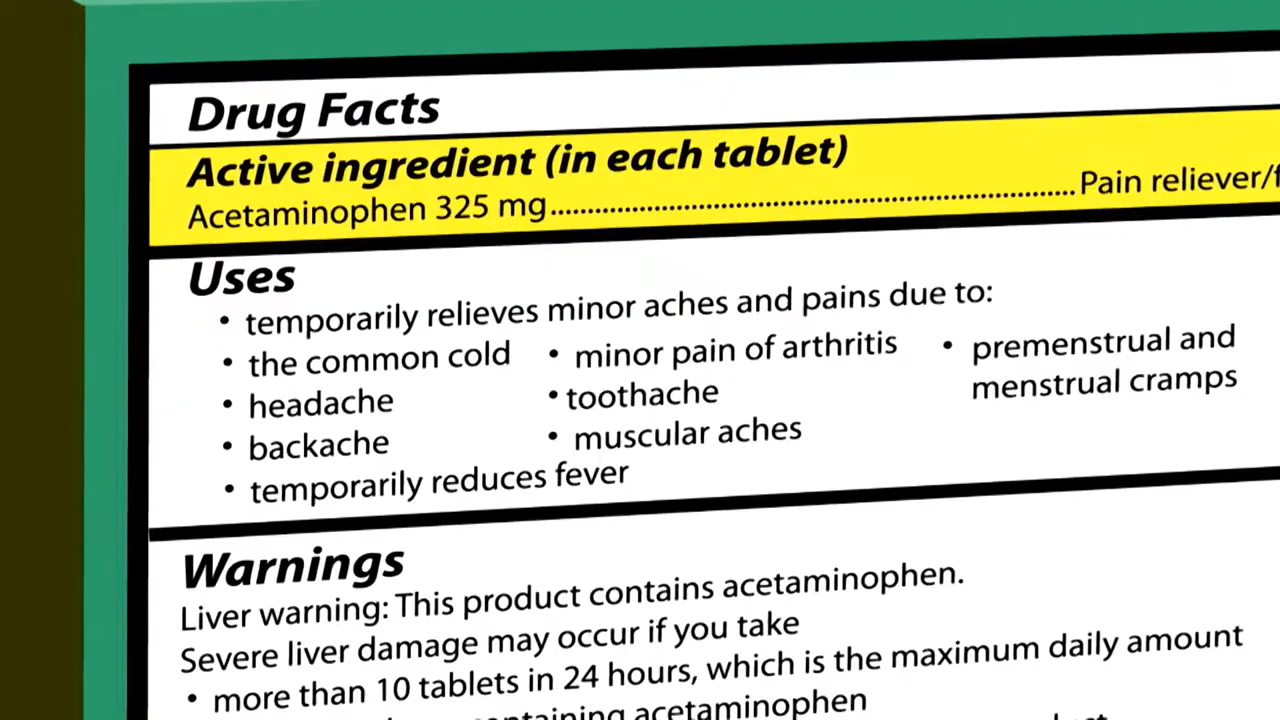 Drug Facts
Active ingredient (in each tablet)
Acetaminophen 325 mg......................................................................Pain reliever/
Uses
• temporarily relieves minor aches and pains due to:
• the common cold • minor pain of arthritis • premenstrual and
• headache • toothache menstrual cramps
• backache • muscular aches
• temporarily reduces fever
Warnings
Liver warning: This product contains acetaminophen.
Severe liver damage may occur if you take
• more than 10 tablets in 24 hours, which is the maximum daily amount
containing acetaminophen